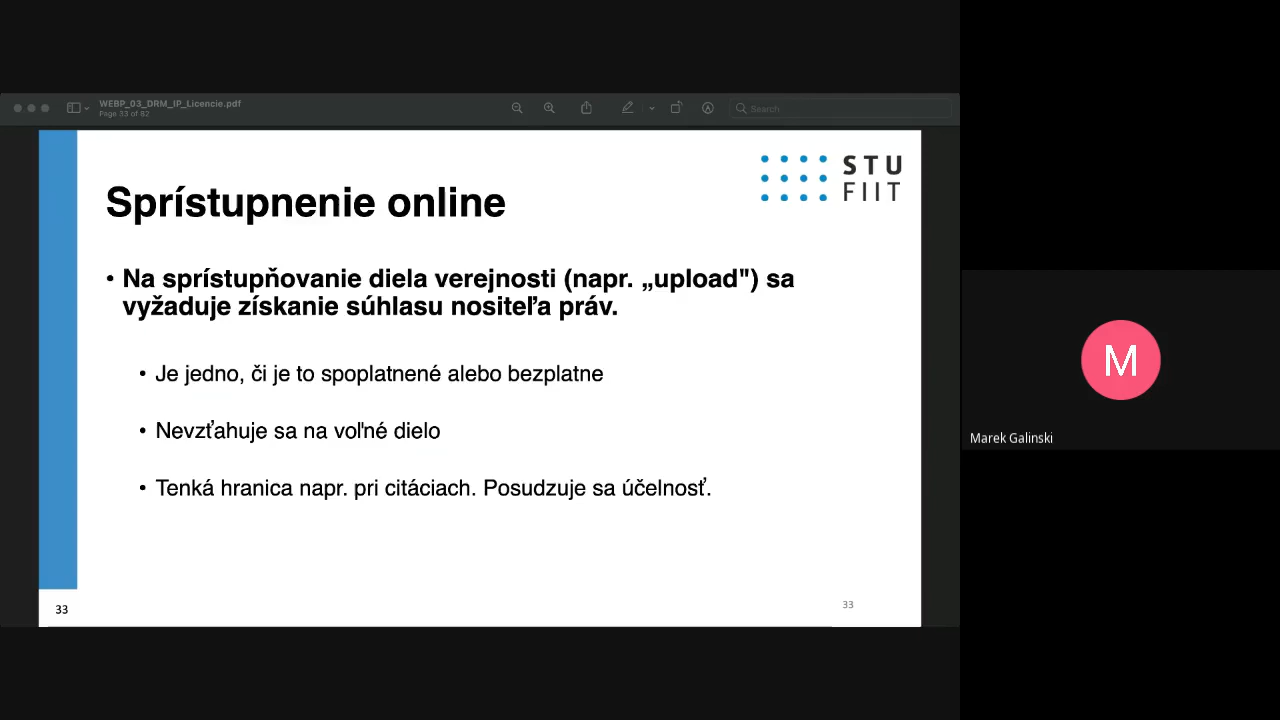 WEBP_03_DRM_IP_Licencie.pdf
Page 33 of 82
Search
STU
FIIT
Sprístupnenie online
• Na sprístupňovanie diela verejnosti (napr. „upload") sa
vyžaduje získanie súhlasu nositeľa práv.
• Je jedno, či je to spoplatnené alebo bezplatne
• Nevzťahuje sa na voľné dielo
• Tenká hranica napr. pri citáciach. Posudzuje sa účelnosť.
33
33
M
Marek Galinski